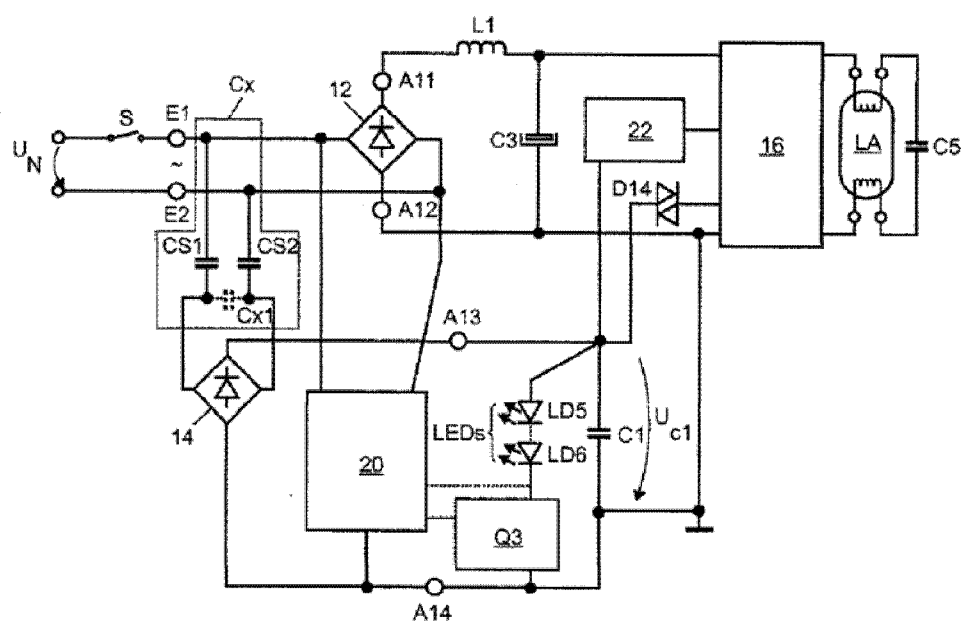 L1
Cx
12
A11
S
E1
22
C3
16
LA
C5
U N
~
D14
E2
A12
CS1
CS2
Cx1
A13
14
LEDs
LD5
C1
U c1
20
LD6
Q3
A14